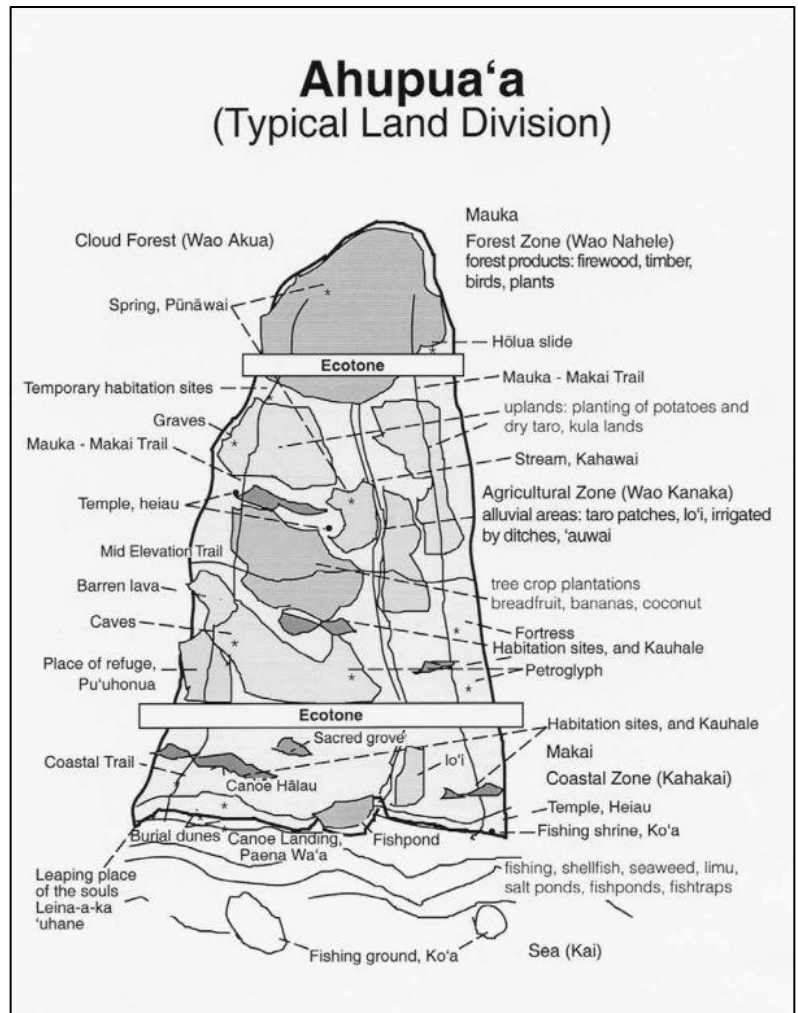 Ahupua‘a
(Typical Land Division)
Mauka
Cloud Forest (Wao Akua)
Forest Zone (Wao Nahele)
forest products: firewood, timber,
birds, plants
Spring, Pūnāwai
Hōlua slide
Ecotone
Temporary habitation sites
Mauka - Makai Trail
Graves
uplands: planting of potatoes and
dry taro, kula lands
Mauka - Makai Trail
Stream, Kahawai
Temple, heiau
Agricultural Zone (Wao Kanaka)
alluvial areas: taro patches, lo‘i, irrigated
by ditches, ‘auwai
Mid Elevation Trail
Barren lava
tree crop plantations
breadfruit, bananas, coconut
Caves
Fortress
Habitation sites, and Kauhale
Place of refuge,
Pu‘uhonua
Petroglyph
Ecotone
Habitation sites, and Kauhale
Sacred grove
Coastal Trail
lo‘i
Makai
Canoe Hālau
Coastal Zone (Kahakai)
Temple, Heiau
Burial dunes
Canoe Landing,
Paena Wa‘a
Fishpond
Fishing shrine, Ko‘a
Leaping place
of the souls
Leina-a-ka
‘uhane
fishing, shellfish, seaweed, limu,
salt ponds, fishponds, fishtraps
Fishing ground, Ko‘a
Sea (Kai)